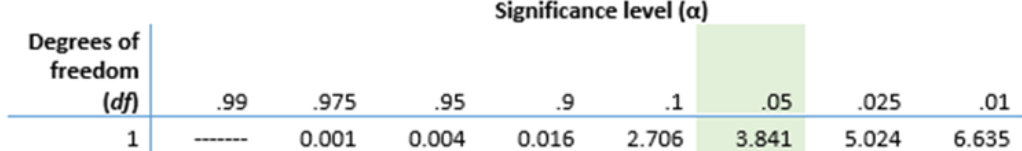 Significance level (α)
Degrees of
freedom
(df) .99 .975 .95 .9 .1 .05 .025 .01
1 ------- 0.001 0.004 0.016 2.706 3.841 5.024 6.635